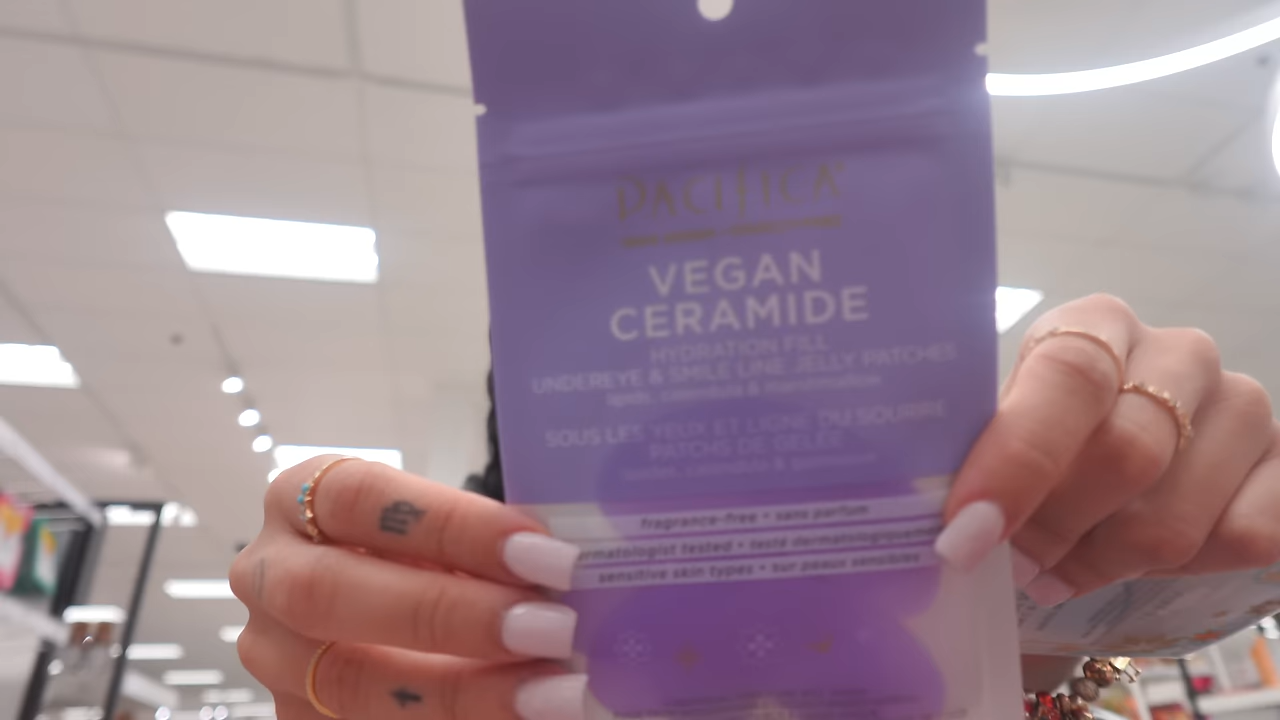 PACIFICA
VEGAN
CERAMIDE
HYDRATION FILL
UNDEREYE & SMILE LINE JELLY PATCHES
SOUS LES YEUX ET LIGNE DU SOURIRE
PATCHS DE GELÉE
fragrance-free • sans parfum
rmatologist tested • testé dermatologiquement
sensitive skin types • sur peaux sensibles